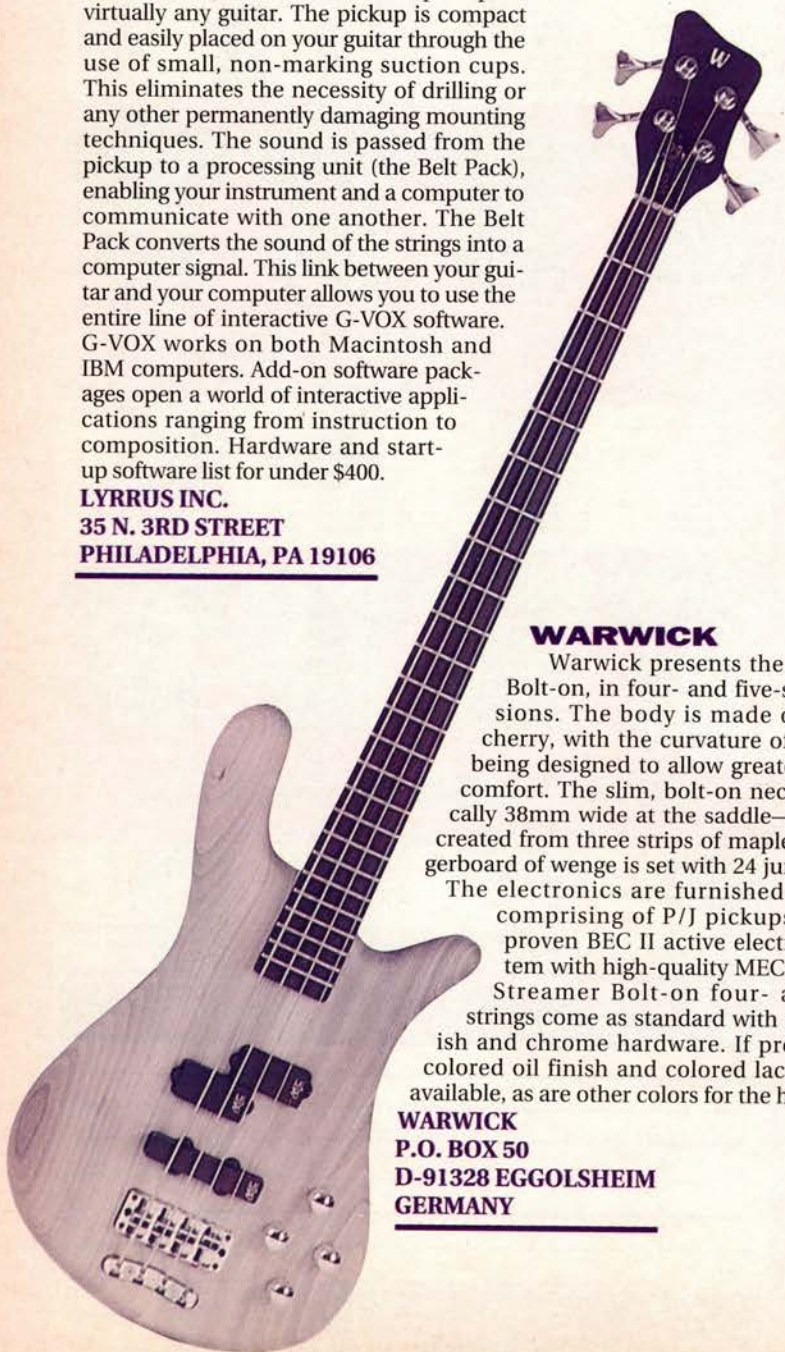 virtually any guitar. The pickup is compact
and easily placed on your guitar through the
use of small, non-marking suction cups.
This eliminates the necessity of drilling or
any other permanently damaging mounting
techniques. The sound is passed from the
pickup to a processing unit (the Belt Pack),
enabling your instrument and a computer to
communicate with one another. The Belt
Pack converts the sound of the strings into a
computer signal. This link between your gui-
tar and your computer allows you to use the
entire line of interactive G-VOX software.
G-VOX works on both Macintosh and
IBM computers. Add-on software pack-
ages open a world of interactive appli-
cations ranging from instruction to
composition. Hardware and start-
up software list for under $400.
LYRRUS INC.
35 N. 3RD STREET
PHILADELPHIA, PA 19106
W
WARWICK
Warwick presents the
Bolt-on, in four- and five-s
sions. The body is made o
cherry, with the curvature of
being designed to allow greate
comfort. The slim, bolt-on nec
cally 38mm wide at the saddle—
created from three strips of maple
gerboard of wenge is set with 24 ju
The electronics are furnished
comprising of P/J pickups
proven BEC II active elect
tem with high-quality MEC
Streamer Bolt-on four- a
strings come as standard with
ish and chrome hardware. If pre
colored oil finish and colored lac
available, as are other colors for the h
WARWICK
P.O. BOX 50
D-91328 EGGOLSHEIM
GERMANY